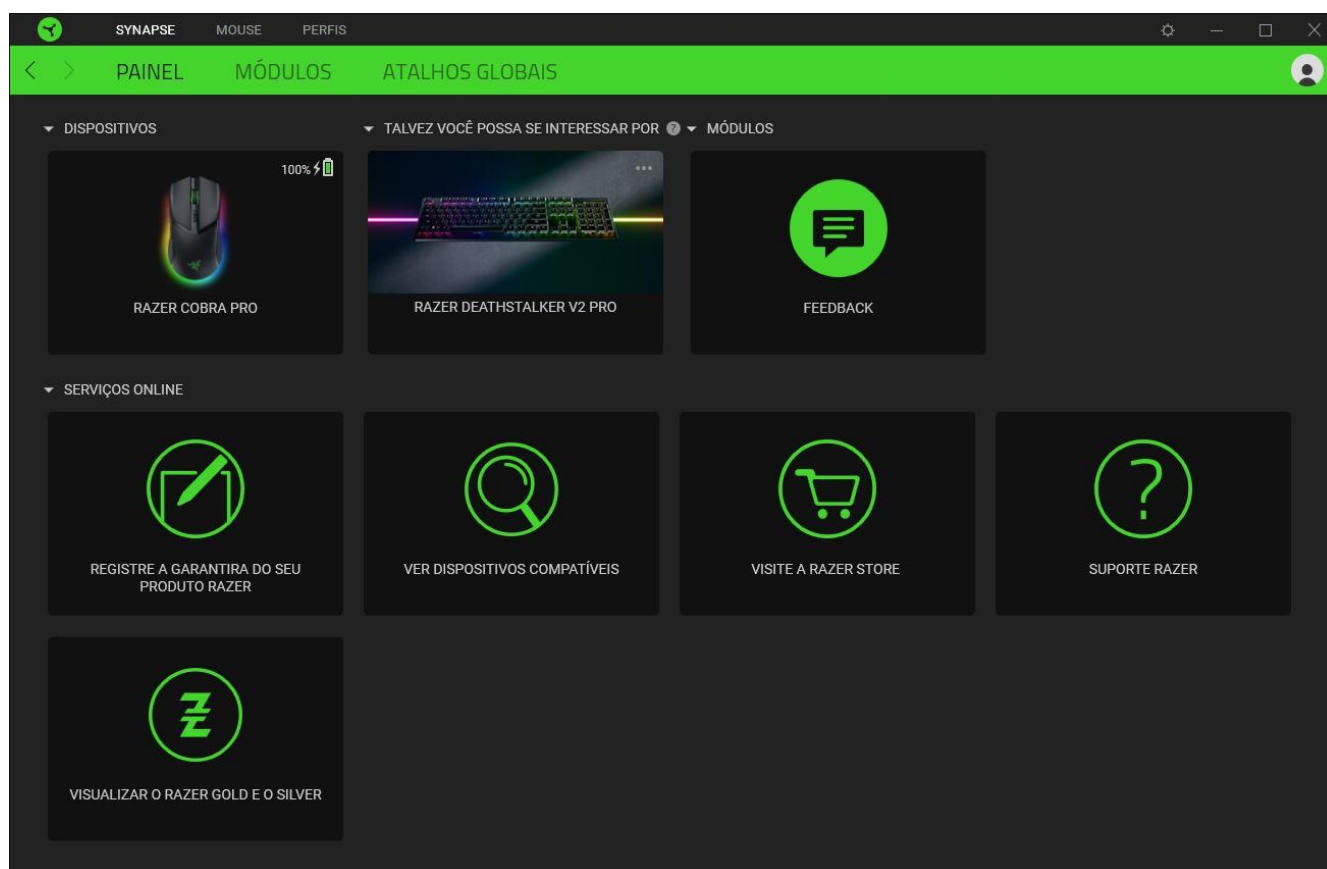 SYNAPSE MOUSE PERFIS
PAINEL MÓDULOS ATALHOS GLOBAIS
DISPOSITIVOS
TALVEZ VOCÊ POSSA SE INTERESSAR POR ?
MÓDULOS
100%
RAZER COBRA PRO
RAZER DEATHSTALKER V2 PRO
FEEDBACK
SERVIÇOS ONLINE
REGISTRE A GARANTIRA DO SEU
PRODUTO RAZER
VER DISPOSITIVOS COMPATÍVEIS
VISITE A RAZER STORE
SUPORTE RAZER
VISUALIZAR O RAZER GOLD E O SILVER